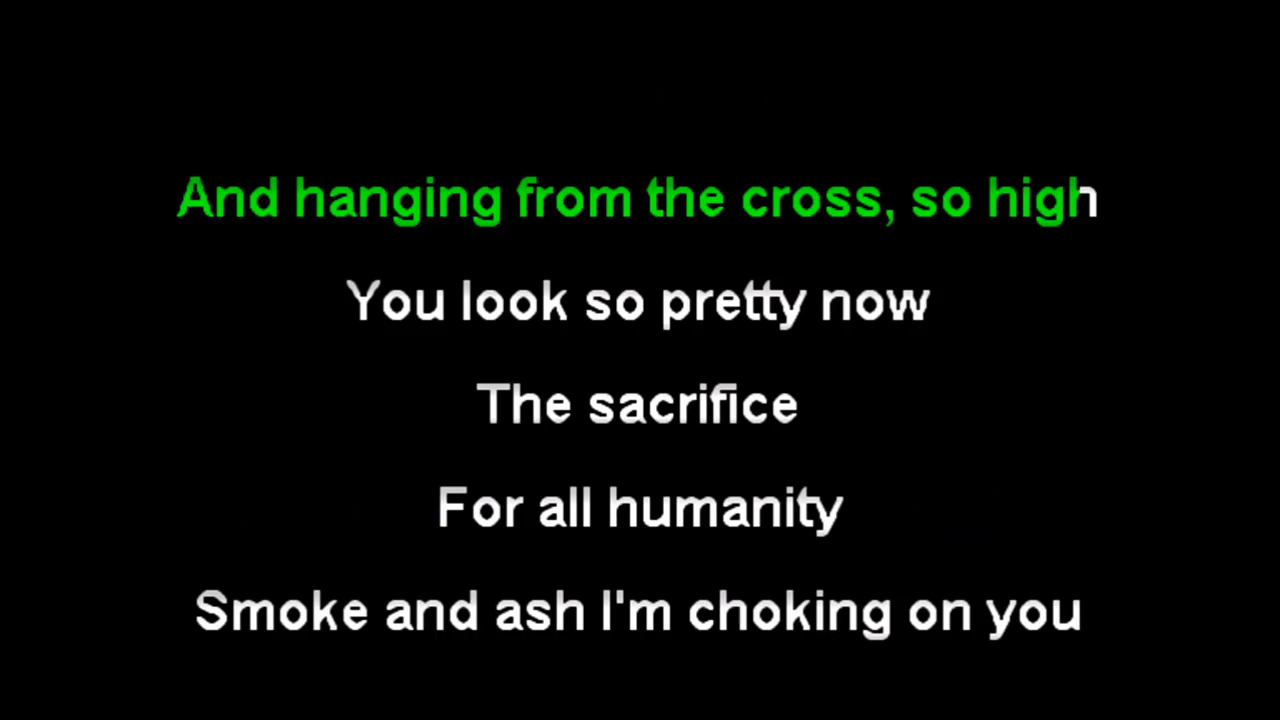 And hanging from the cross, so high
You look so pretty now
The sacrifice
For all humanity
Smoke and ash I'm choking on you